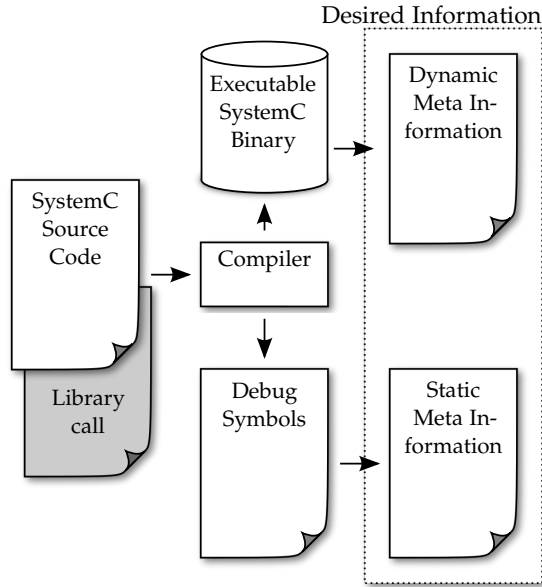 Desired Information
Executable
SystemC
Binary
Dynamic
Meta In-
formation
SystemC
Source
Code
Compiler
Library
call
Debug
Symbols
Static
Meta In-
formation